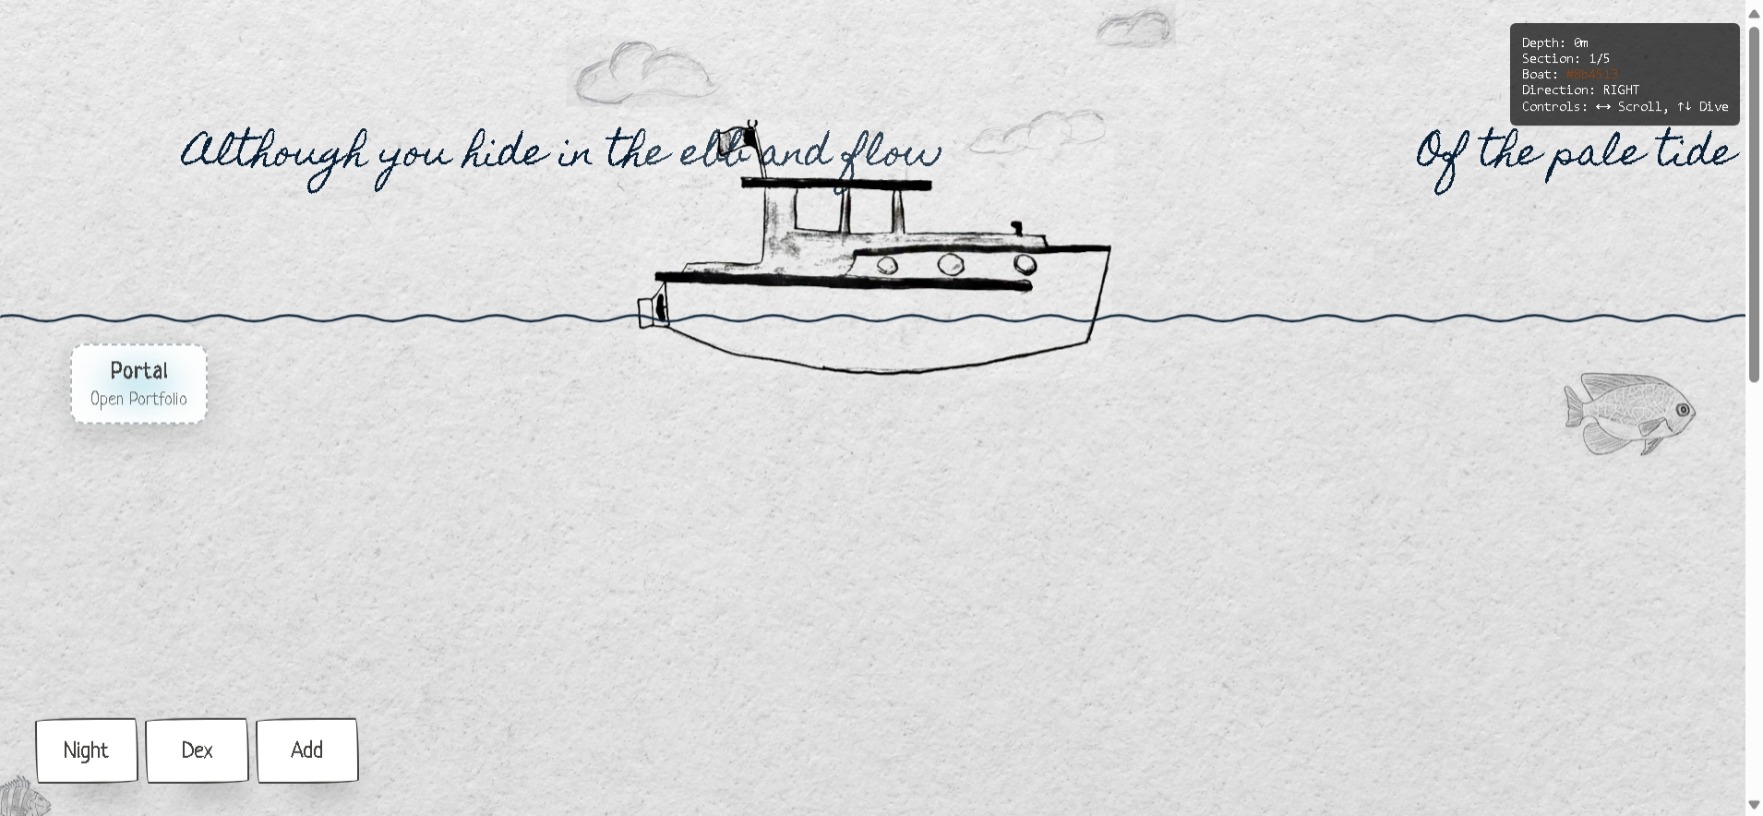 Depth: 0m
Section: 1/5
Boat: #8b4513
Direction: RIGHT
Controls: ↔ Scroll, ↑↓ Dive
Although you hide in the ebb and flow
Of the pale tide
Portal
Open Portfolio
Night
Dex
Add